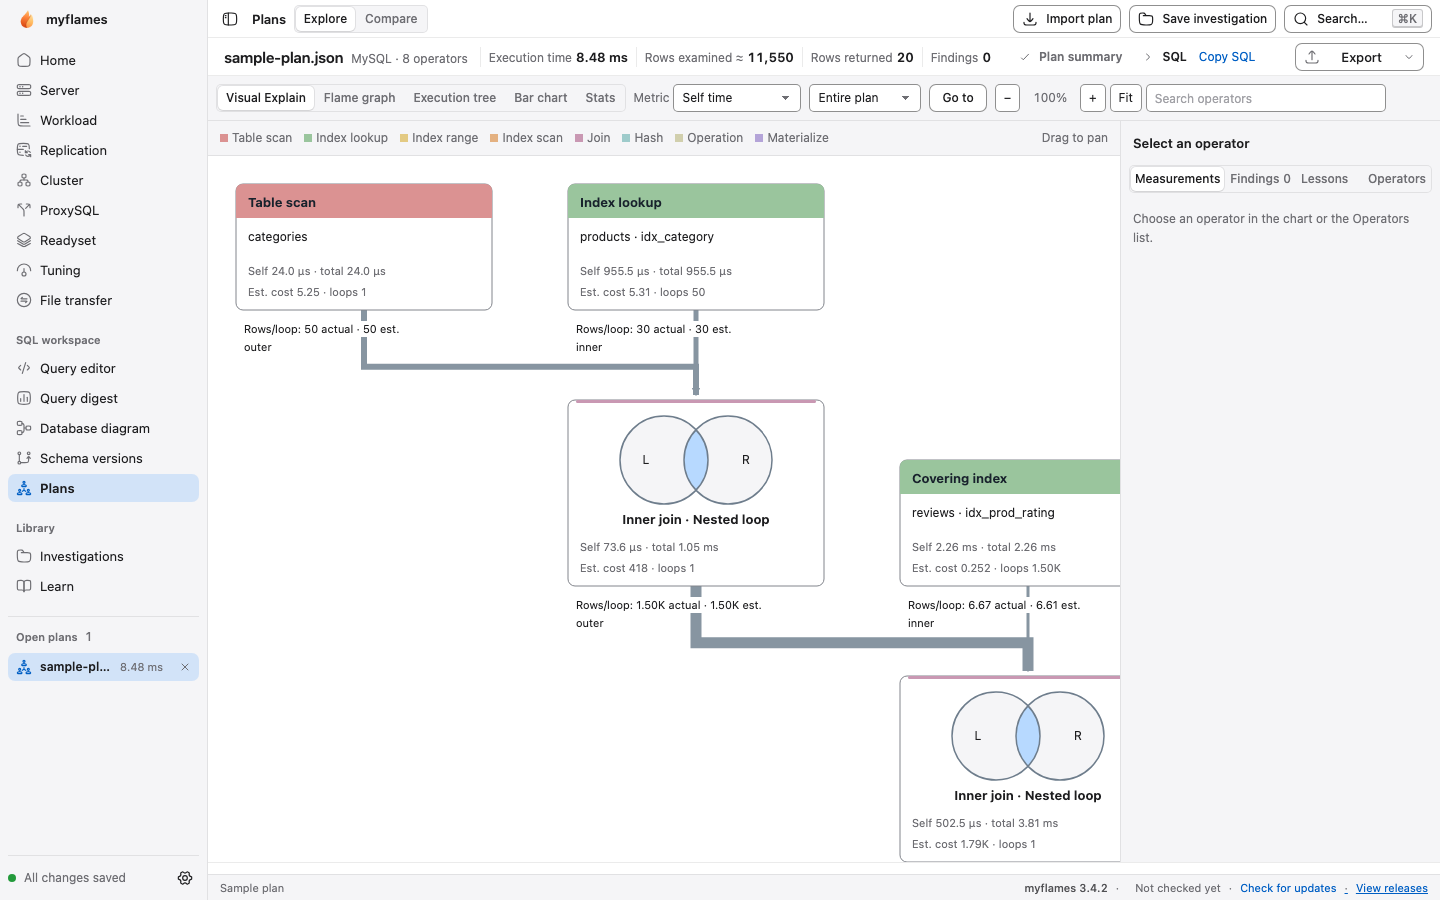 myflames
Home
Server
Workload
Replication
Cluster
ProxySQL
Readyset
Tuning
File transfer
SQL workspace
Query editor
Query digest
Database diagram
Schema versions
Plans
Library
Investigations
Learn
Open plans 1
sample-pl... 8.48 ms ×
All changes saved
Plans Explore Compare Import plan Save investigation Search... ⌘K
sample-plan.json MySQL · 8 operators Execution time 8.48 ms Rows examined ≈ 11,550 Rows returned 20 Findings 0 ✓ Plan summary > SQL Copy SQL Export
Visual Explain Flame graph Execution tree Bar chart Stats Metric Self time Entire plan Go to − 100% + Fit Search operators
Table scan Index lookup Index range Index scan Join Hash Operation Materialize Drag to pan
Table scan
categories
Self 24.0 µs · total 24.0 µs
Est. cost 5.25 · loops 1
Rows/loop: 50 actual · 50 est.
outer
Index lookup
products · idx_category
Self 955.5 µs · total 955.5 µs
Est. cost 5.31 · loops 50
Rows/loop: 30 actual · 30 est.
inner
L R
Inner join · Nested loop
Self 73.6 µs · total 1.05 ms
Est. cost 418 · loops 1
Rows/loop: 1.50K actual · 1.50K est.
outer
Covering index
reviews · idx_prod_rating
Self 2.26 ms · total 2.26 ms
Est. cost 0.252 · loops 1.50K
Rows/loop: 6.67 actual · 6.61 est.
inner
L R
Inner join · Nested loop
Self 502.5 µs · total 3.81 ms
Est. cost 1.79K · loops 1
Select an operator
Measurements Findings 0 Lessons Operators
Choose an operator in the chart or the Operators
list.
Sample plan myflames 3.4.2 · Not checked yet · Check for updates · View releases